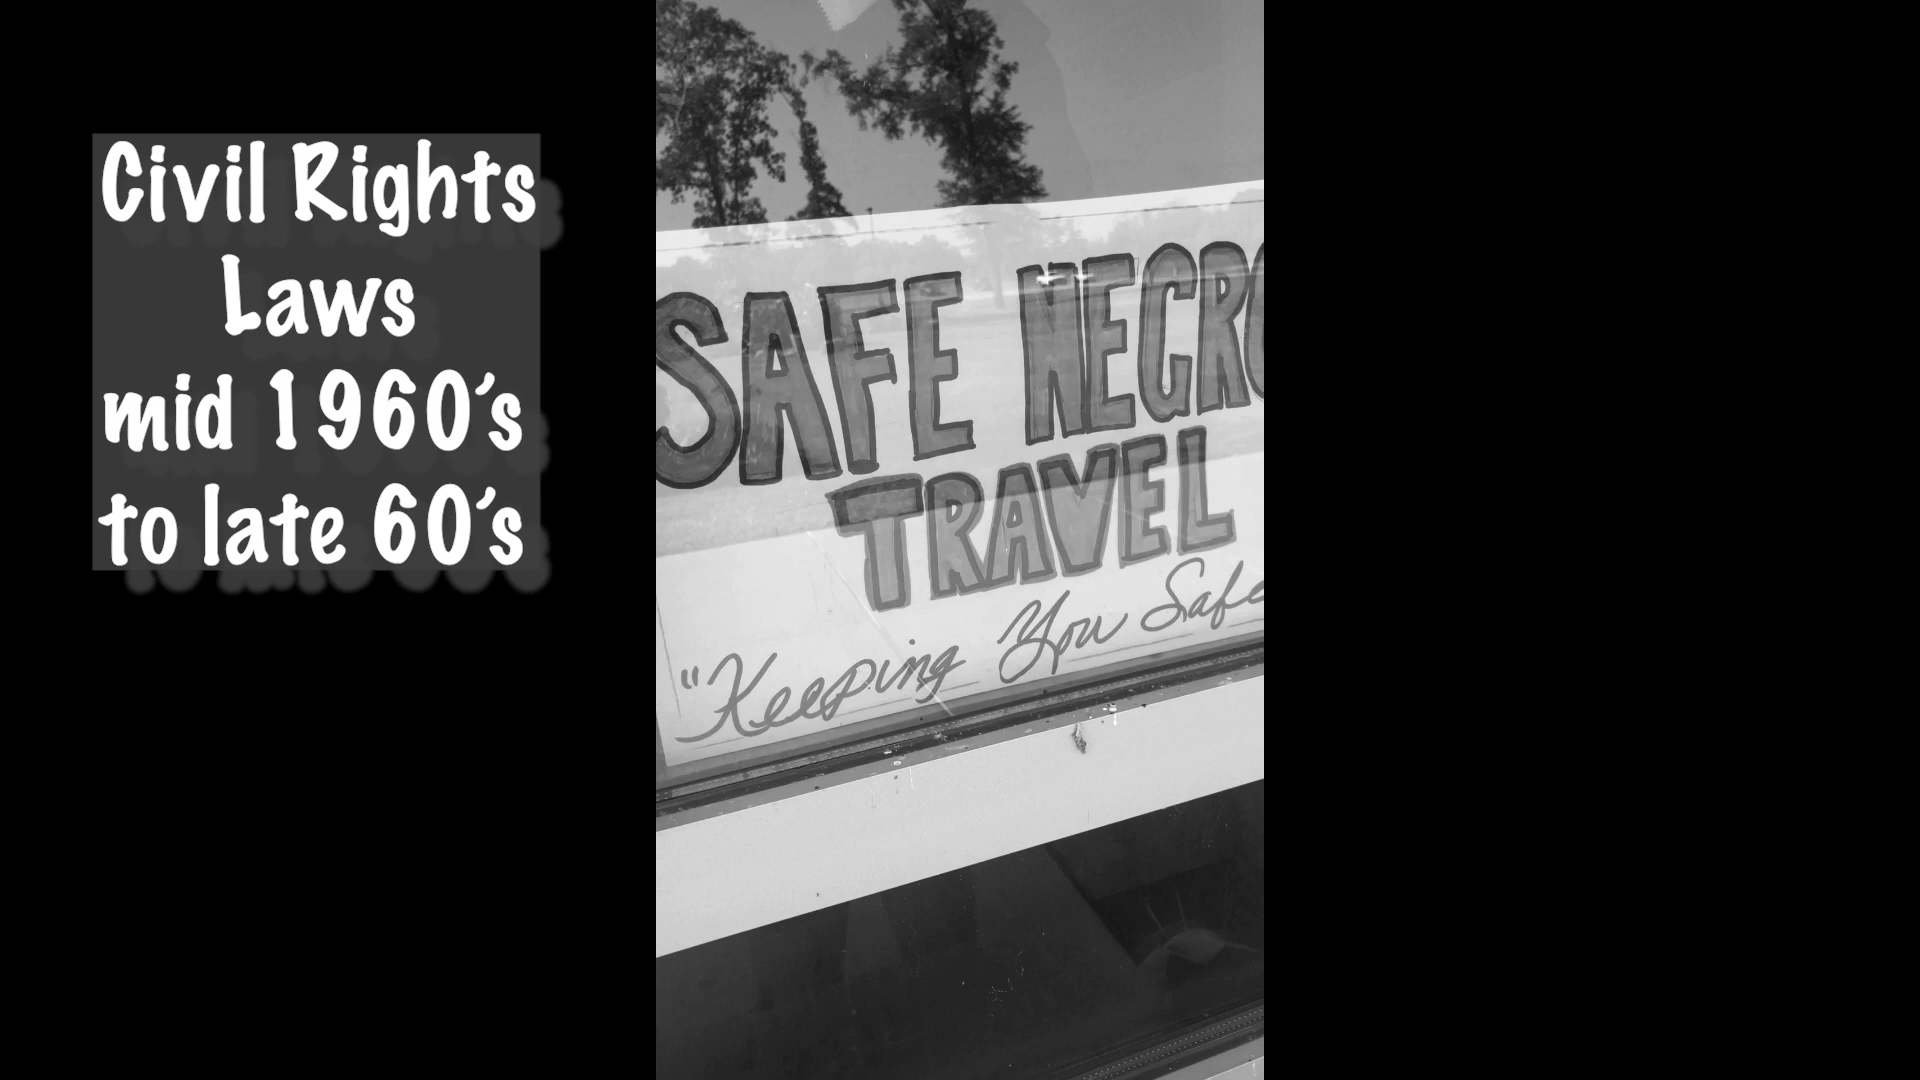 Civil Rights
Laws
mid 1960's
to late 60's
SAFE NEGRO
TRAVEL
"Keeping You Safe